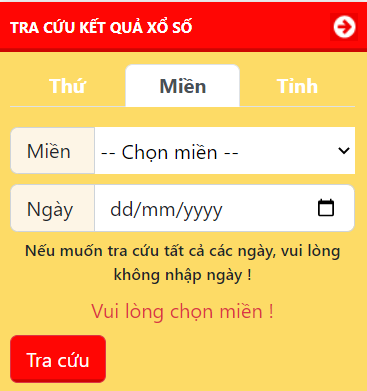 TRA CỨU KẾT QUẢ XỔ SỐ
Thứ Miền Tỉnh
Miền -- Chọn miền --
Ngày dd/mm/yyyy
Nếu muốn tra cứu tất cả các ngày, vui lòng
không nhập ngày !
Vui lòng chọn miền !
Tra cứu